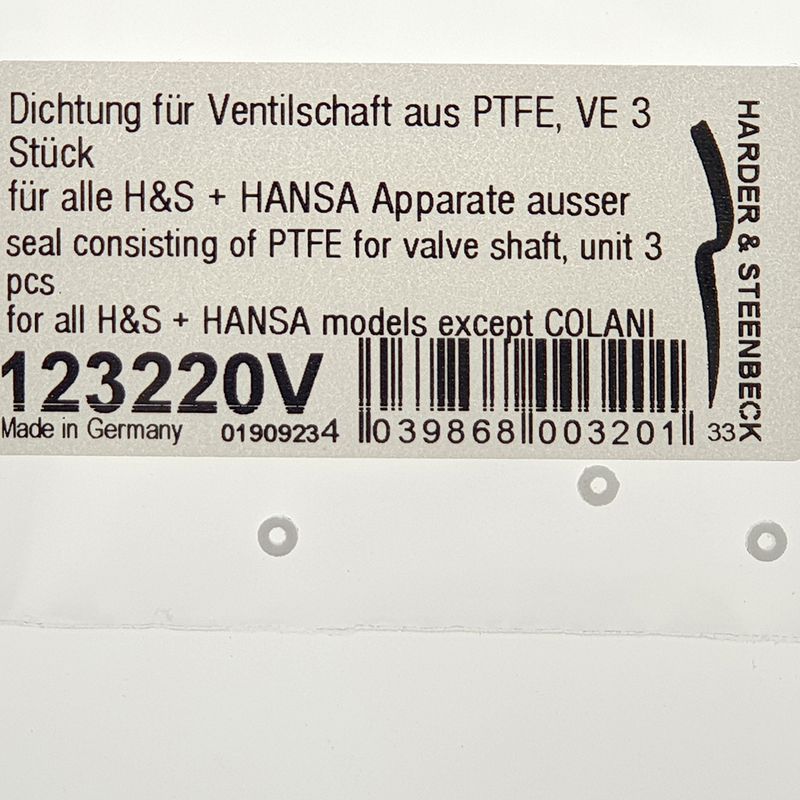 Dichtung für Ventilschaft aus PTFE, VE 3
Stück
für alle H&S + HANSA Apparate ausser
seal consisting of PTFE for valve shaft, unit 3
pcs
for all H&S + HANSA models except COLANI
123220V
Made in Germany 01909234 039868 003201 33
HARDER & STEENBECK